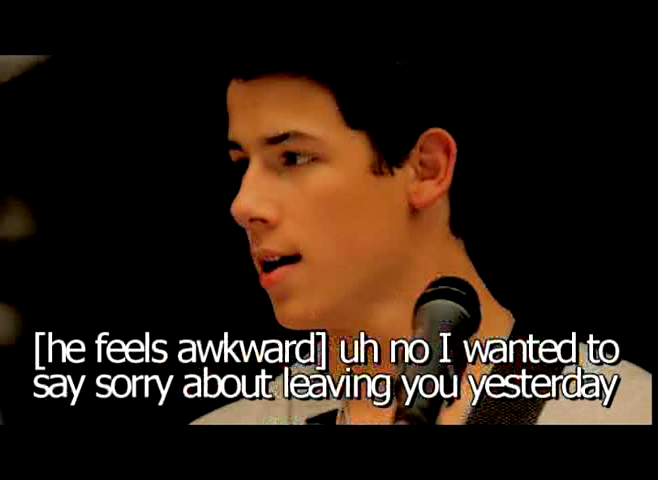 [he feels awkward] uh no I wanted to
say sorry about leaving you yesterday